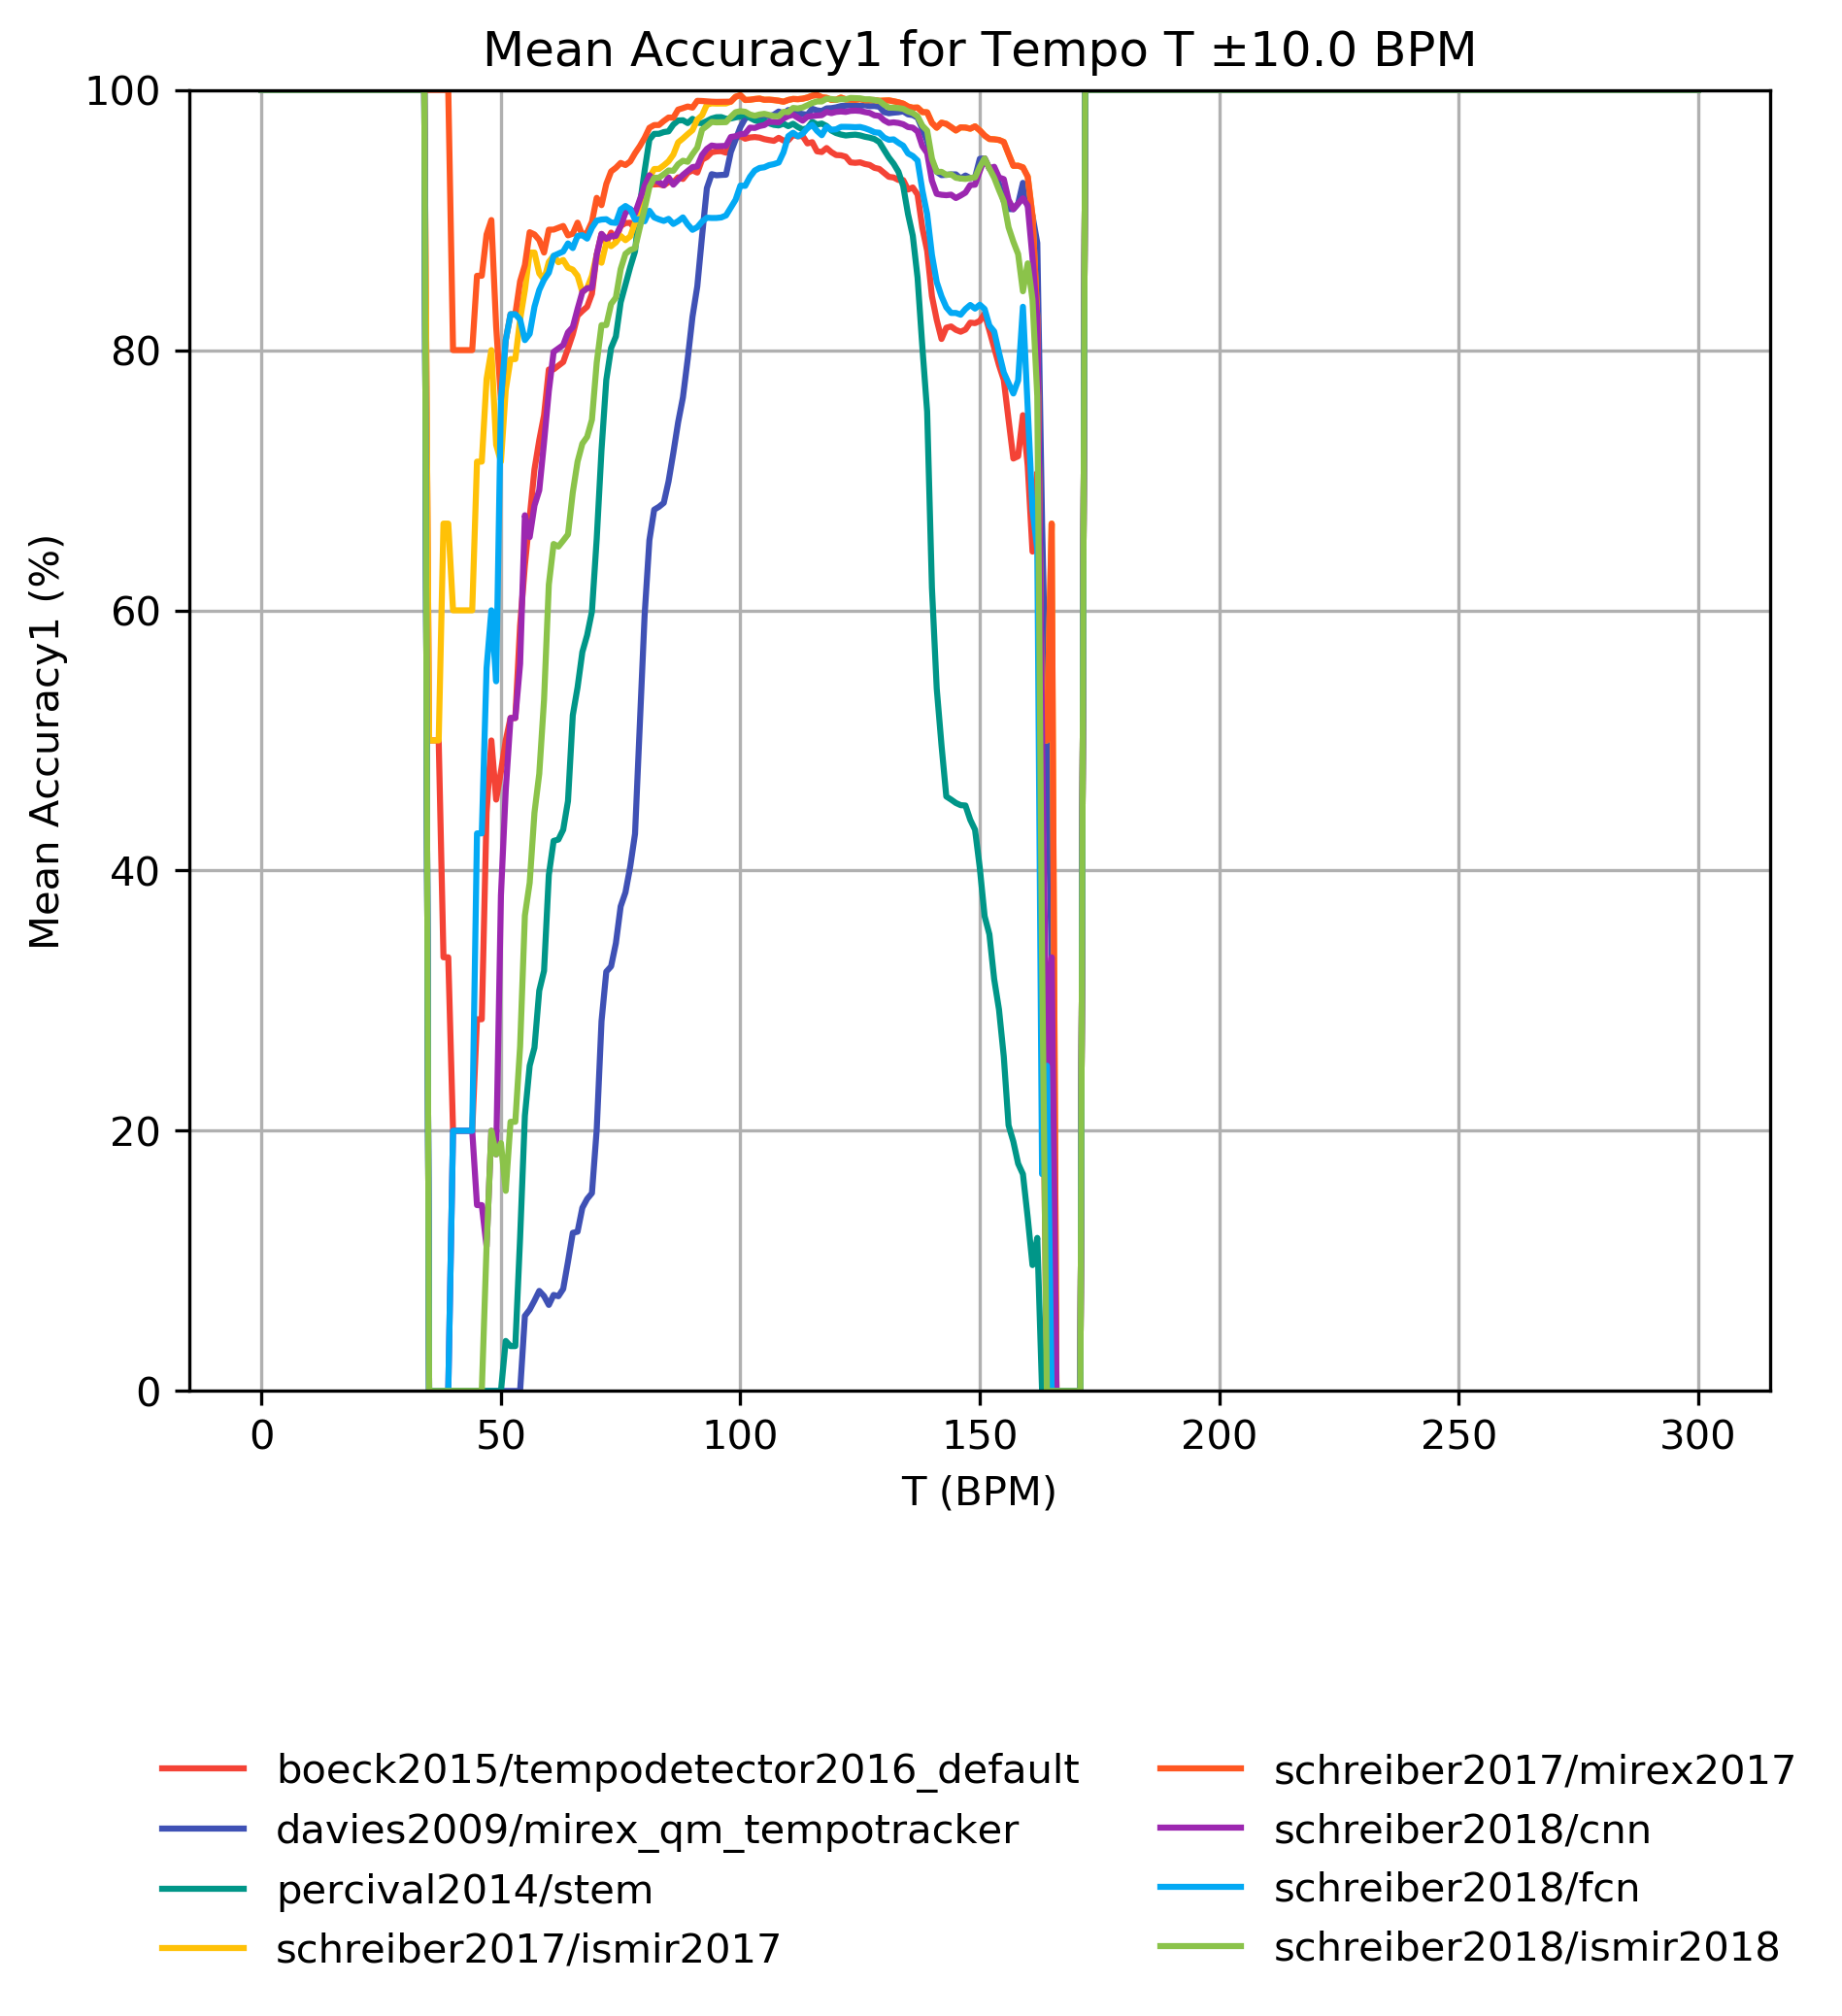 Mean Accuracy1 for Tempo T ±10.0 BPM
100
80
60
40
20
0
Mean Accuracy1 (%)
0 50 100 150 200 250 300
T (BPM)
boeck2015/tempodetector2016_default
davies2009/mirex_qm_tempotracker
percival2014/stem
schreiber2017/ismir2017
schreiber2017/mirex2017
schreiber2018/cnn
schreiber2018/fcn
schreiber2018/ismir2018